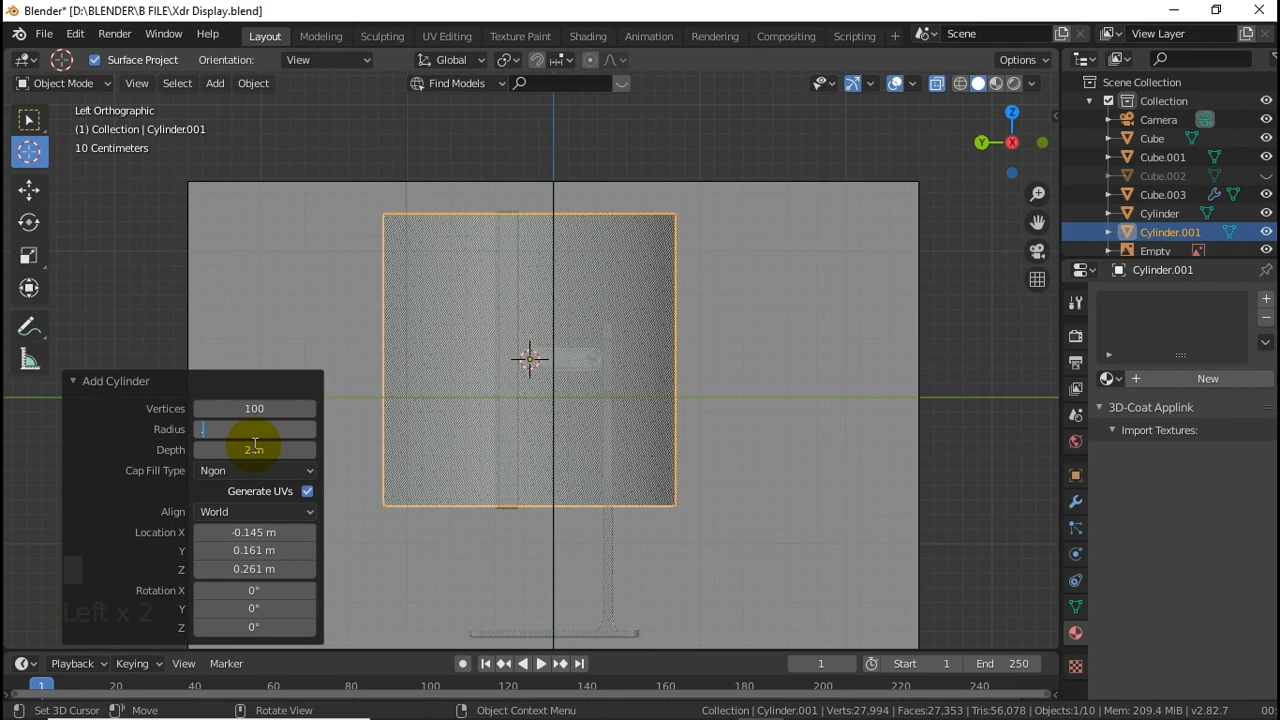 Blender* [D:\BLENDER\B FILE\Xdr Display.blend]
File Edit Render Window Help Layout Modeling Sculpting UV Editing Texture Paint Shading Animation Rendering Compositing Scripting + Scene View Layer
Surface Project Orientation: View Global Options
Object Mode View Select Add Object Find Models
Left Orthographic
(1) Collection | Cylinder.001
10 Centimeters
Z
Y
X
Scene Collection
Collection
Camera
Cube
Cube.001
Cube.002
Cube.003
Cylinder
Cylinder.001
Empty
Cylinder.001
New
3D-Coat Applink
Import Textures:
Add Cylinder
Vertices 100
Radius .
Depth 2 m
Cap Fill Type Ngon
Generate UVs
Align World
Location X -0.145 m
Y 0.161 m
Z 0.261 m
Rotation X 0°
Y 0°
Z 0°
Left x 2
Playback Keying View Marker 1 Start 1 End 250
1 20 40 60 80 100 120 140 160 180 200 220 240
Set 3D Cursor Move Rotate View Object Context Menu Collection | Cylinder.001 | Verts:27,994 | Faces:27,353 | Tris:56,078 | Objects:1/10 | Mem: 209.4 MiB | v2.82.7
00: